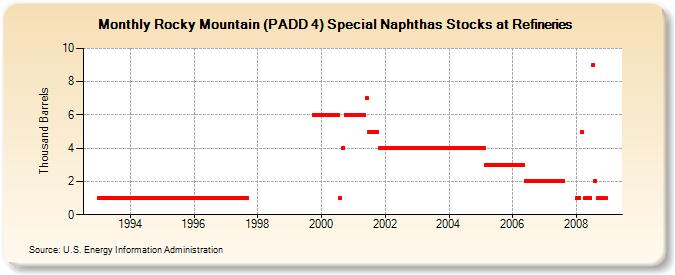 Monthly Rocky Mountain (PADD 4) Special Naphthas Stocks at Refineries
Thousand Barrels
10
8
6
4
2
0
1994 1996 1998 2000 2002 2004 2006 2008
Source: U.S. Energy Information Administration